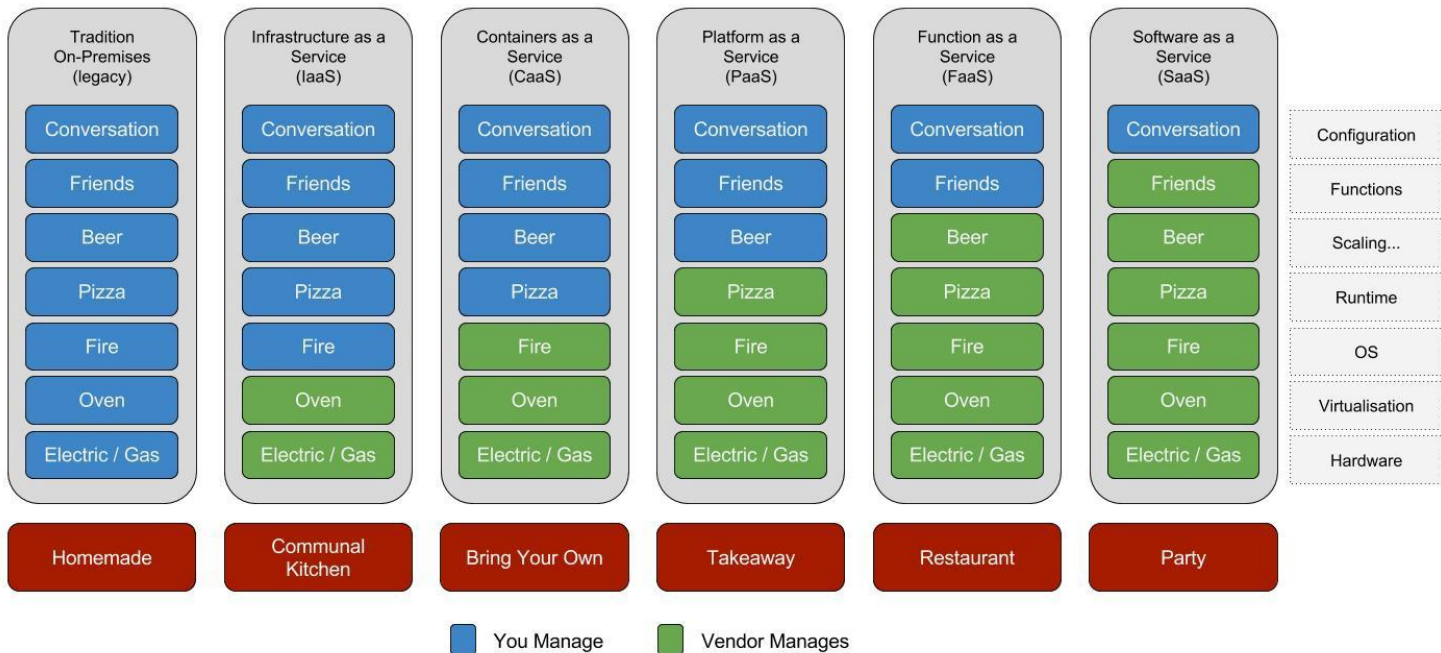 Tradition
On-Premises
(legacy)
Conversation
Friends
Beer
Pizza
Fire
Oven
Electric / Gas
Homemade
Infrastructure as a
Service
(IaaS)
Conversation
Friends
Beer
Pizza
Fire
Oven
Electric / Gas
Communal
Kitchen
Containers as a
Service
(CaaS)
Conversation
Friends
Beer
Pizza
Fire
Oven
Electric / Gas
Bring Your Own
Platform as a
Service
(PaaS)
Conversation
Friends
Beer
Pizza
Fire
Oven
Electric / Gas
Takeaway
Function as a
Service
(FaaS)
Conversation
Friends
Beer
Pizza
Fire
Oven
Electric / Gas
Restaurant
Software as a
Service
(SaaS)
Conversation
Friends
Beer
Pizza
Fire
Oven
Electric / Gas
Party
Configuration
Functions
Scaling...
Runtime
OS
Virtualisation
Hardware
You Manage
Vendor Manages